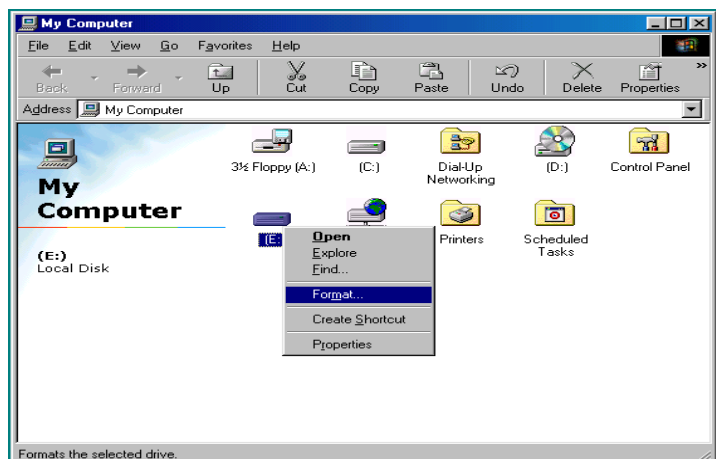 My Computer
File Edit View Go Favorites Help
Back Forward Up Cut Copy Paste Undo Delete Properties »
Address My Computer
My
Computer
(E:)
Local Disk
3½ Floppy (A:) (C:) Dial-Up
Networking (D:) Control Panel
(E: Printers Scheduled
Tasks
Open
Explore
Find...
Format...
Create Shortcut
Properties
Formats the selected drive.